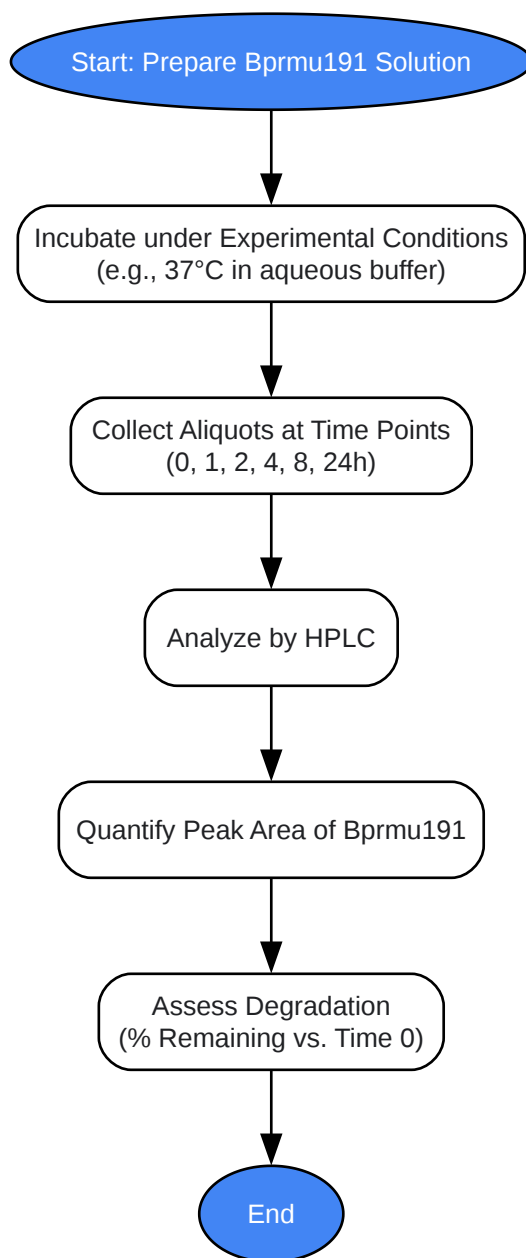 Start: Prepare Bprmu191 Solution
Incubate under Experimental Conditions
(e.g., 37°C in aqueous buffer)
Collect Aliquots at Time Points
(0, 1, 2, 4, 8, 24h)
Analyze by HPLC
Quantify Peak Area of Bprmu191
Assess Degradation
(% Remaining vs. Time 0)
End